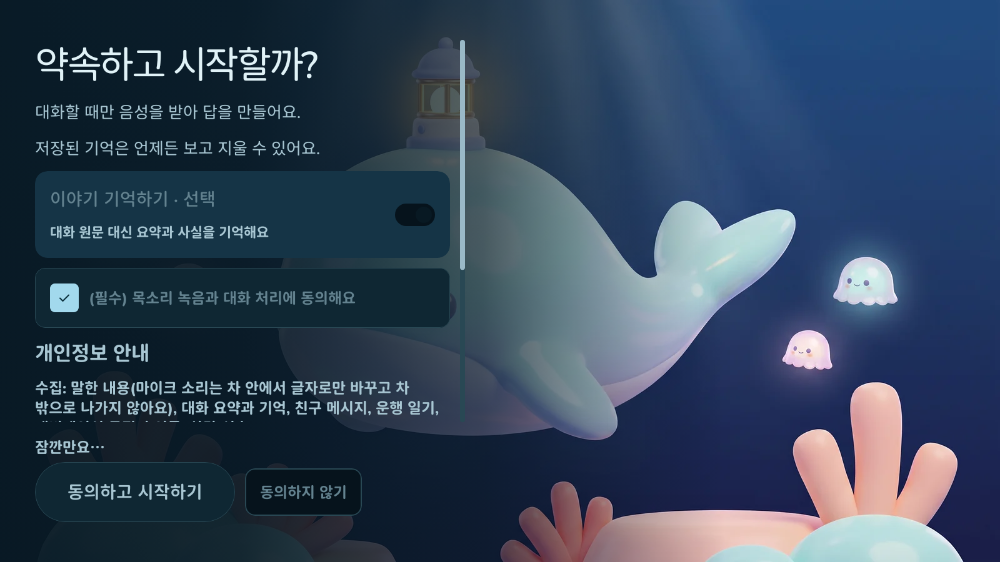 약속하고 시작할까?
대화할 때만 음성을 받아 답을 만들어요.
저장된 기억은 언제든 보고 지울 수 있어요.
이야기 기억하기 · 선택
대화 원문 대신 요약과 사실을 기억해요
(필수) 목소리 녹음과 대화 처리에 동의해요
개인정보 안내
수집: 말한 내용(마이크 소리는 차 안에서 글자로만 바꾸고 차
밖으로 나가지 않아요), 대화 요약과 기억, 친구 메시지, 운행 일기,
잠깐만요…
동의하고 시작하기
동의하지 않기